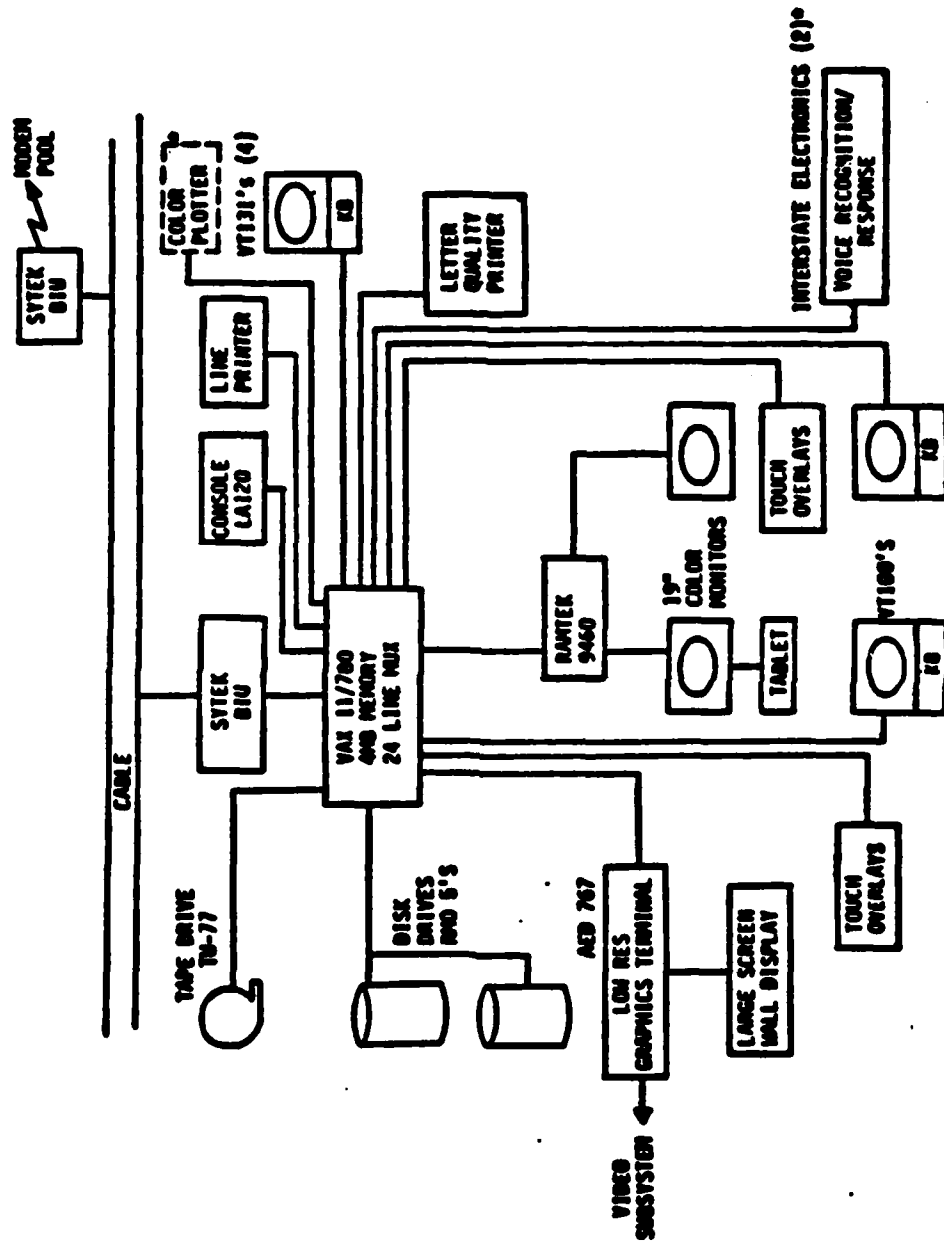 SYTEK
BIU
MODEM
POOL
CABLE
TAPE DRIVE
TU-77
SYTEK
BIU
CONSOLE
LA120
LINE
PRINTER
COLOR
PLOTTER
*
VT131's (4)
KB
VAX 11/780
4MB MEMORY
24 LINE MUX
DISK
DRIVES
RM0 5'S
LETTER
QUALITY
PRINTER
AED 767
LOW RES
GRAPHICS TERMINAL
VIDEO
SUBSYSTEM
RAMTEK
9460
19"
COLOR
MONITORS
TABLET
TOUCH
OVERLAYS
INTERSTATE ELECTRONICS (2)*
VOICE RECOGNITION/
RESPONSE
LARGE SCREEN
WALL DISPLAY
TOUCH
OVERLAYS
VT100'S
KB
KB